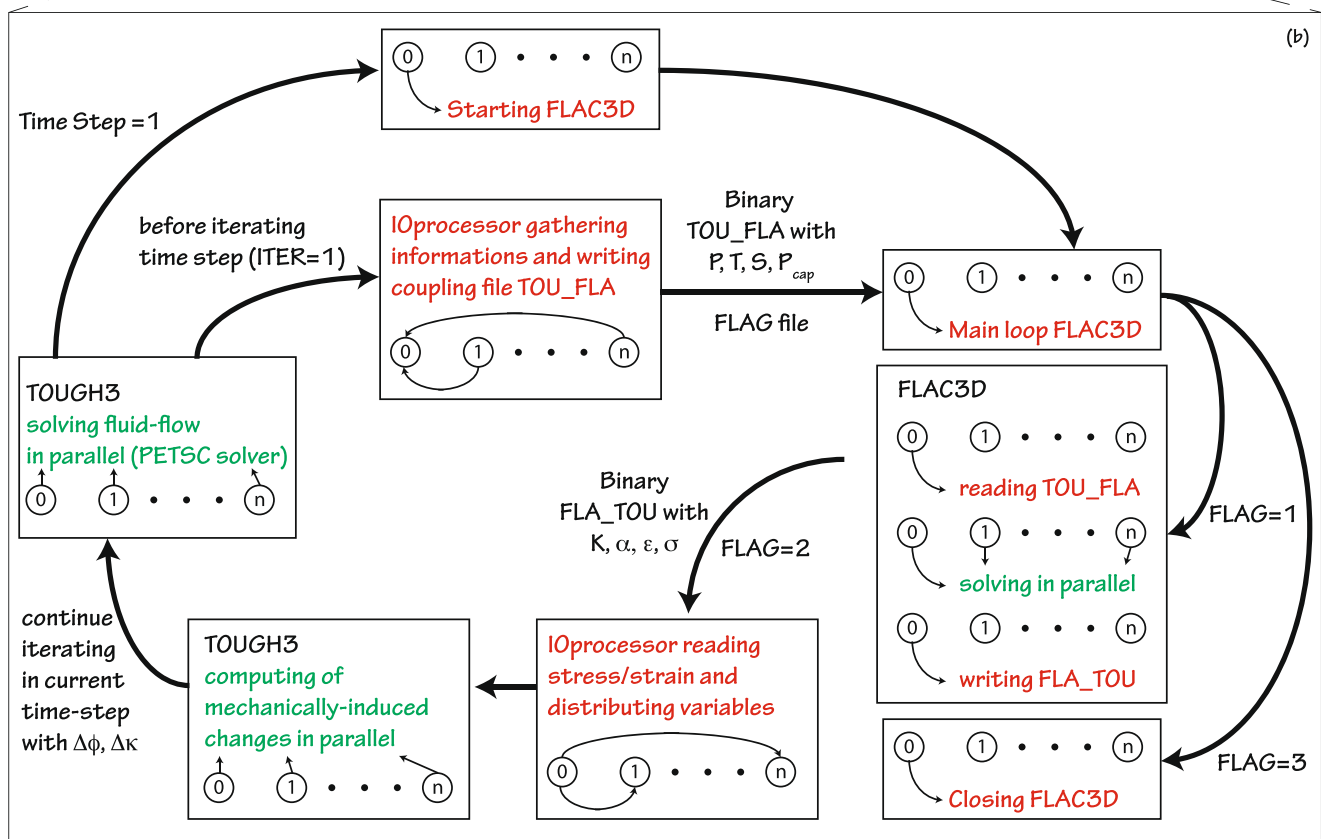 (b)
0 1 • • • n
Starting FLAC3D
Time Step =1
before iterating
time step (ITER=1)
IOprocessor gathering
informations and writing
coupling file TOU_FLA
0 1 • • • n
Binary
TOU_FLA with
P, T, S, Pcap
FLAG file
0 1 • • • n
Main loop FLAC3D
TOUGH3
solving fluid-flow
in parallel (PETSC solver)
0 1 • • • n
FLAC3D
0 1 • • • n
reading TOU_FLA
0 1 • • • n
solving in parallel
0 1 • • • n
writing FLA_TOU
FLAG=1
Binary
FLA_TOU with
K, α, ε, σ
FLAG=2
continue
iterating
in current
time-step
with Δϕ, Δκ
TOUGH3
computing of
mechanically-induced
changes in parallel
0 1 • • • n
IOprocessor reading
stress/strain and
distributing variables
0 1 • • • n
0 1 • • • n
Closing FLAC3D
FLAG=3